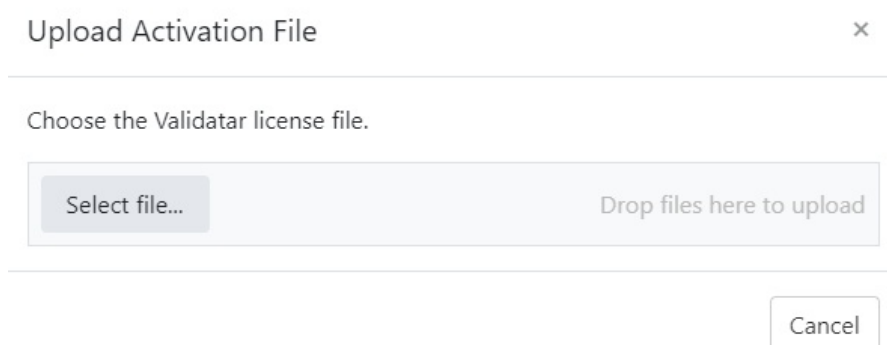 Upload Activation File ×
Choose the Validatar license file.
Select file... Drop files here to upload
Cancel